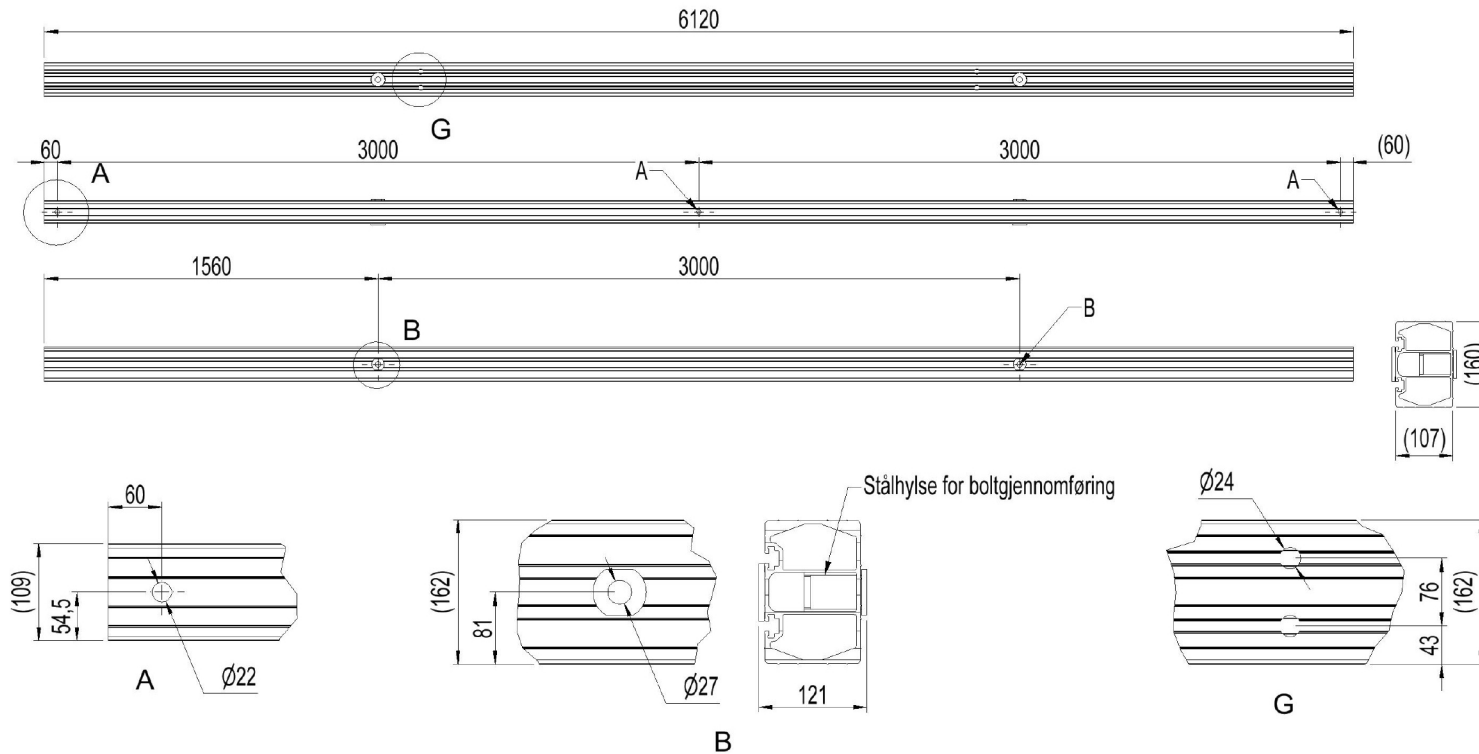 6120
G
60
3000
3000
(60)
A
A
A
1560
3000
B
B
(160)
(107)
Stålhylse for boltgjennomføring
60
(109)
54,5
Ø22
A
(162)
81
Ø27
121
B
Ø24
76
(162)
43
G